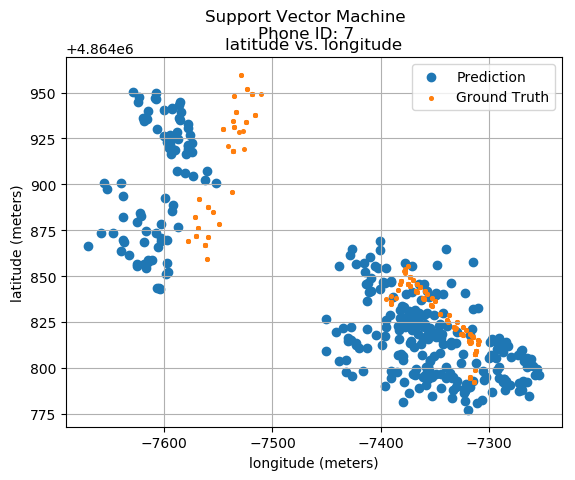 Support Vector Machine
Phone ID: 7
latitude vs. longitude
+4.864e6
Prediction
Ground Truth
950
925
900
875
850
825
800
775
latitude (meters)
−7600 −7500 −7400 −7300
longitude (meters)